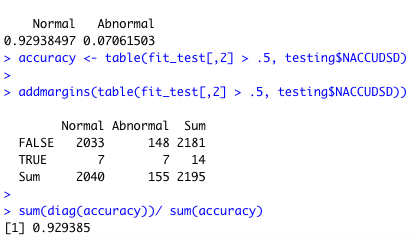 Normal Abnormal
0.92938497 0.07061503
> accuracy <- table(fit_test[,2] > .5, testing$NACCUDSD)
>
> addmargins(table(fit_test[,2] > .5, testing$NACCUDSD))
Normal Abnormal Sum
FALSE 2033 148 2181
TRUE 7 7 14
Sum 2040 155 2195
>
> sum(diag(accuracy))/ sum(accuracy)
[1] 0.929385